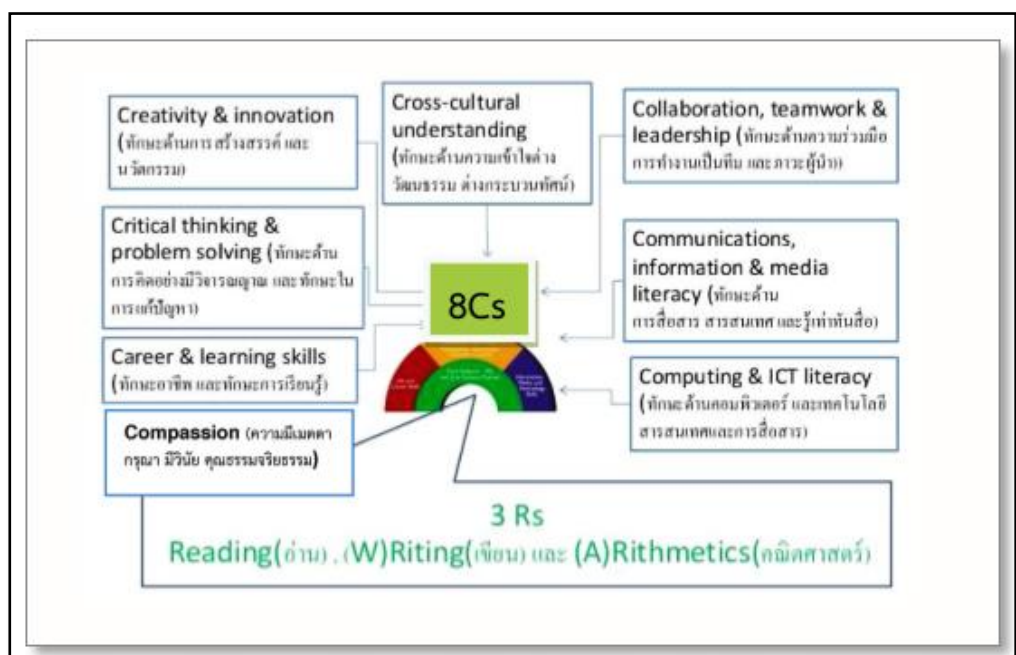 Creativity & innovation
(ทักษะด้านการสร้างสรรค์ และ
นวัตกรรม)
Cross-cultural
understanding
(ทักษะด้านความเข้าใจต่าง
วัฒนธรรม ต่างกระบวนทัศน์)
Collaboration, teamwork &
leadership (ทักษะด้านความร่วมมือ
การทำงานเป็นทีม และภาวะผู้นำ)
Critical thinking &
problem solving (ทักษะด้าน
การคิดอย่างมีวิจารณญาณ และทักษะใน
การแก้ปัญหา)
8Cs
Communications,
information & media
literacy (ทักษะด้าน
การสื่อสาร สารสนเทศ และรู้เท่าทันสื่อ)
Career & learning skills
(ทักษะอาชีพ และทักษะการเรียนรู้)
Computing & ICT literacy
(ทักษะด้านคอมพิวเตอร์ และเทคโนโลยี
สารสนเทศและการสื่อสาร)
Compassion (ความมีเมตตา
กรุณา มีวินัย คุณธรรมจริยธรรม)
3 Rs
Reading(อ่าน) , (W)Riting(เขียน) และ (A)Rithmetics(คณิตศาสตร์)